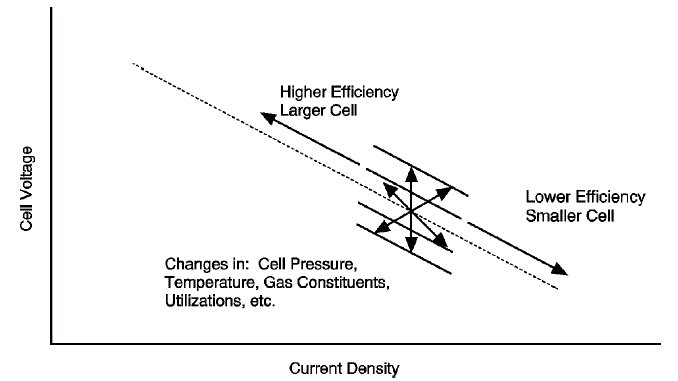 Higher Efficiency
Larger Cell
Lower Efficiency
Smaller Cell
Cell Voltage
Changes in:  Cell Pressure,
Temperature, Gas Constituents,
Utilizations, etc.
Current Density